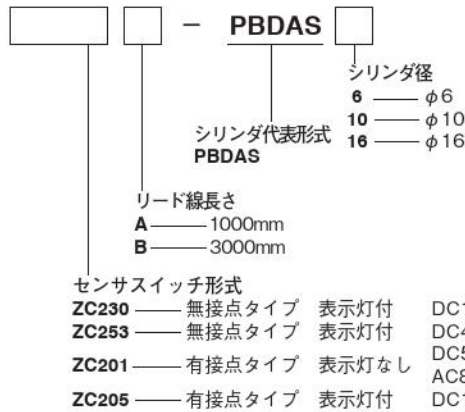 － PBDAS
シリンダ径
6 φ6
10 φ10
16 φ16
シリンダ代表形式
PBDAS
リード線長さ
A 1000mm
B 3000mm
センサスイッチ形式
ZC230 無接点タイプ 表示灯付
ZC253 無接点タイプ 表示灯付
ZC201 有接点タイプ 表示灯なし
ZC205 有接点タイプ 表示灯付